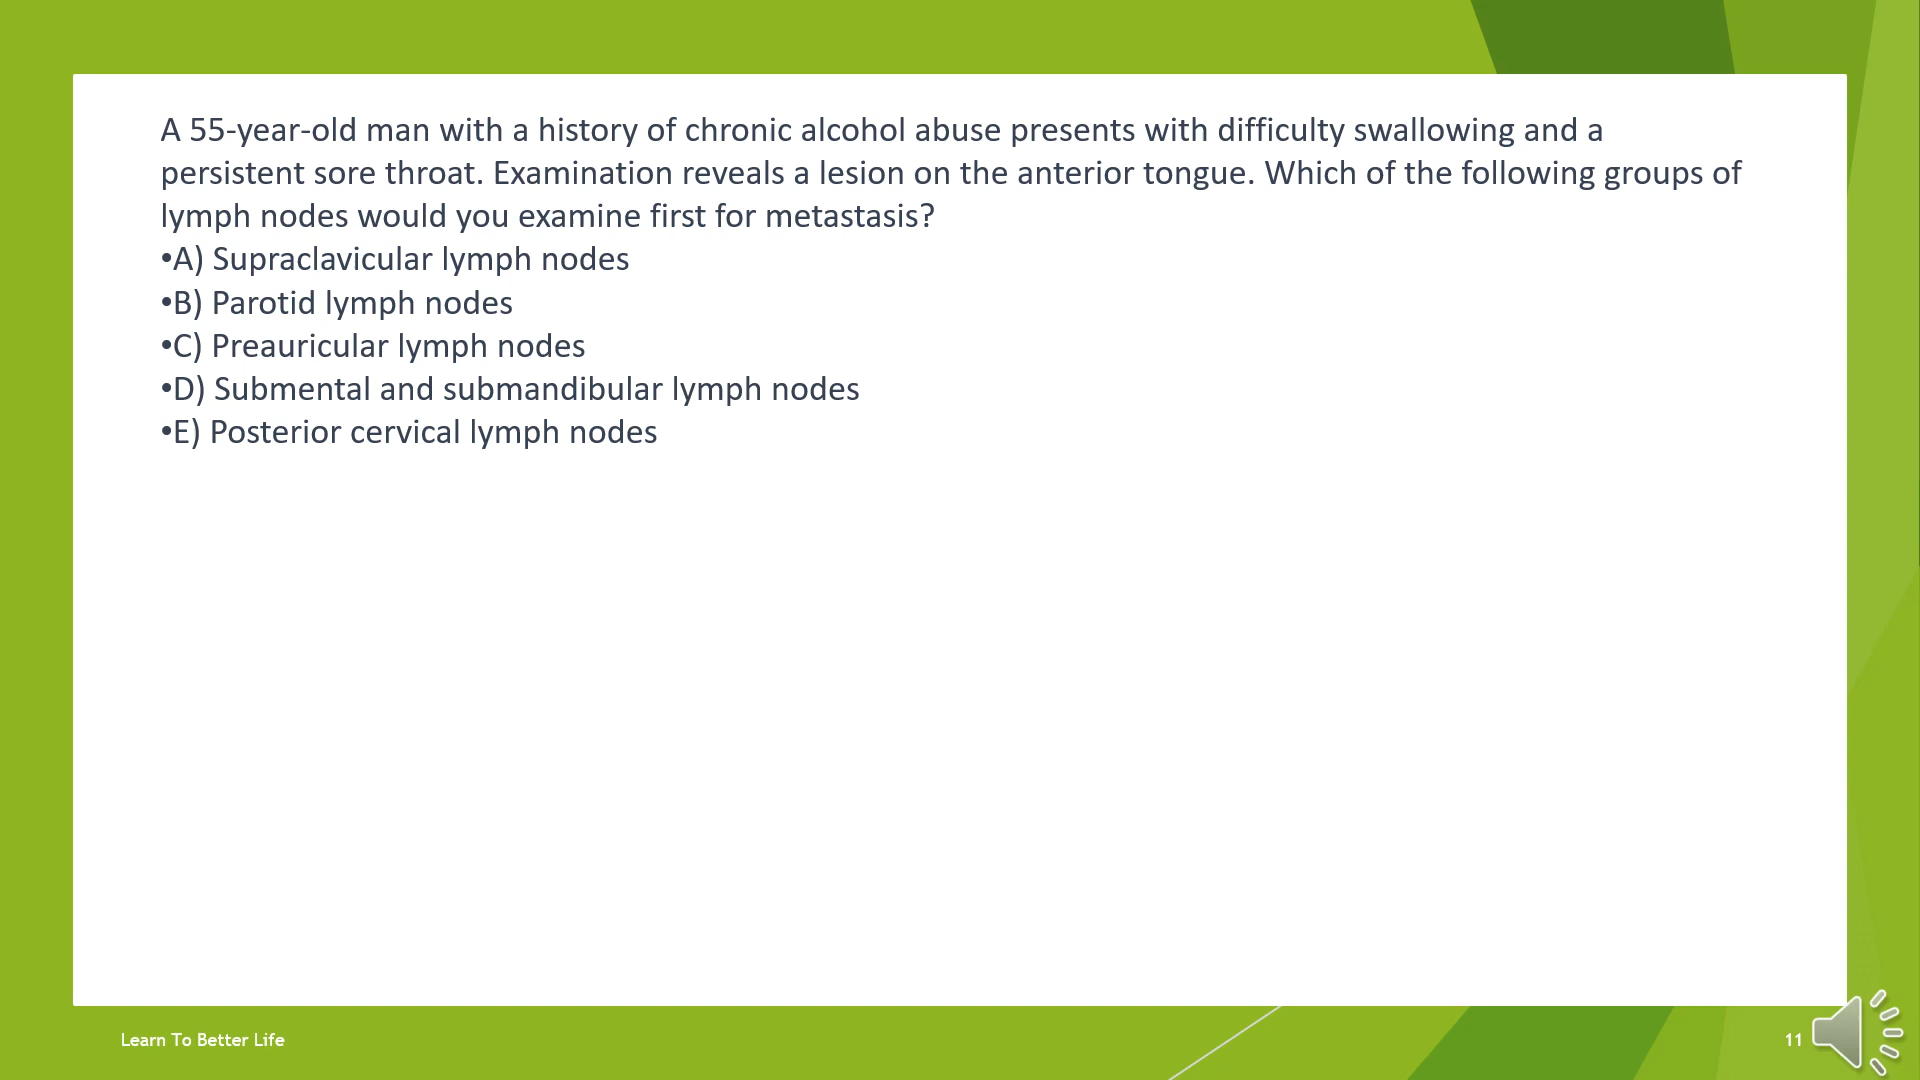 A 55-year-old man with a history of chronic alcohol abuse presents with difficulty swallowing and a
persistent sore throat. Examination reveals a lesion on the anterior tongue. Which of the following groups of
lymph nodes would you examine first for metastasis?
•A) Supraclavicular lymph nodes
•B) Parotid lymph nodes
•C) Preauricular lymph nodes
•D) Submental and submandibular lymph nodes
•E) Posterior cervical lymph nodes
Learn To Better Life
11